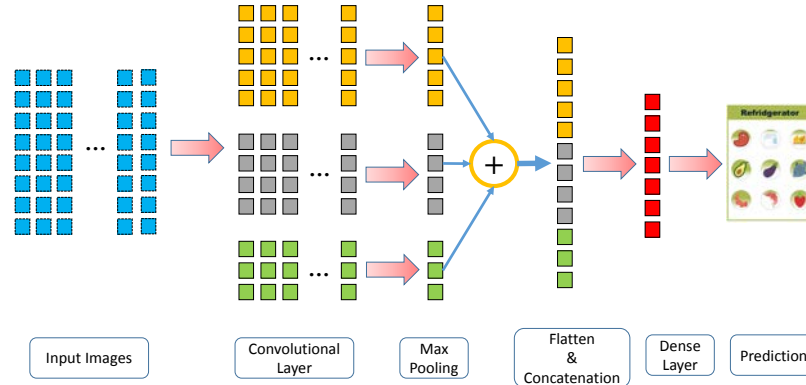 ...
...
...
...
+
Refridgerator
Input Images
Convolutional
Layer
Max
Pooling
Flatten
&
Concatenation
Dense
Layer
Prediction